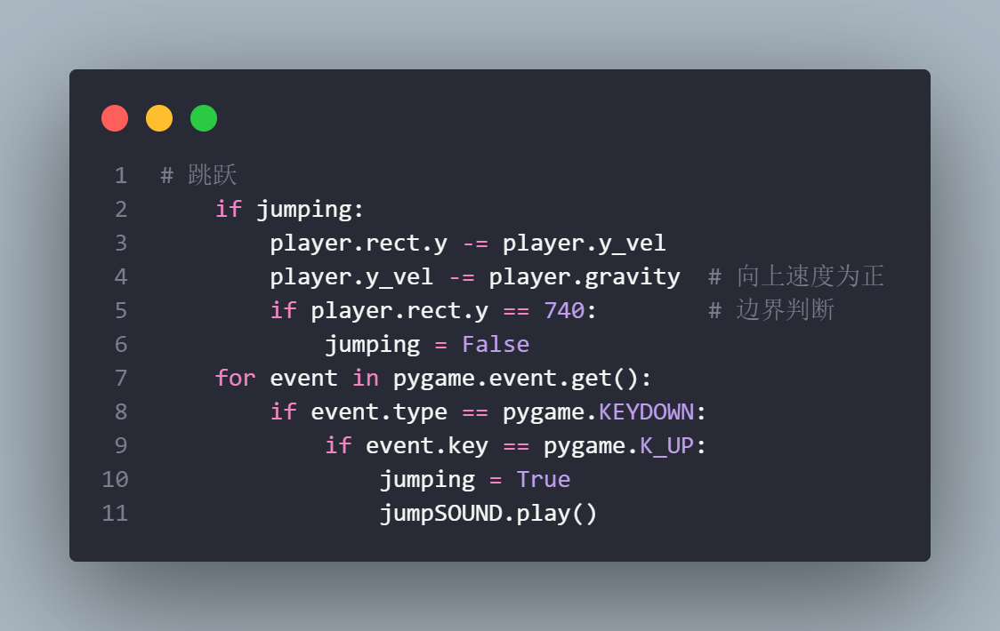 1 # 跳跃
2     if jumping:
3         player.rect.y -= player.y_vel
4         player.y_vel -= player.gravity  # 向上速度为正
5         if player.rect.y == 740:        # 边界判断
6             jumping = False
7     for event in pygame.event.get():
8         if event.type == pygame.KEYDOWN:
9             if event.key == pygame.K_UP:
10                 jumping = True
11                 jumpSOUND.play()